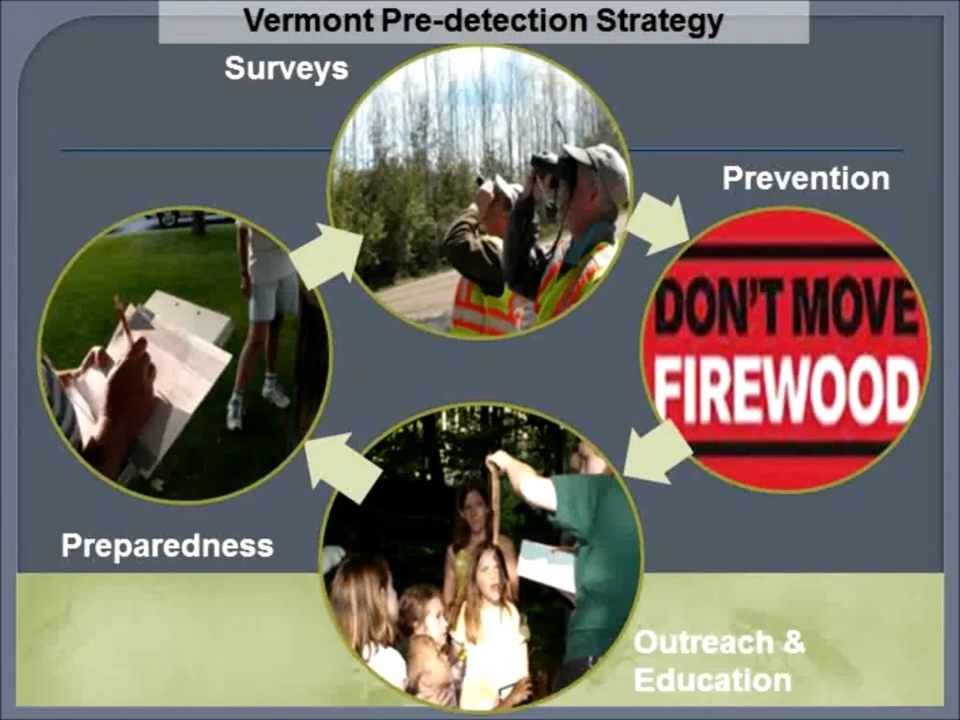 Vermont Pre-detection Strategy
Surveys
Prevention
DON'T MOVE
FIREWOOD
Preparedness
Outreach &
Education